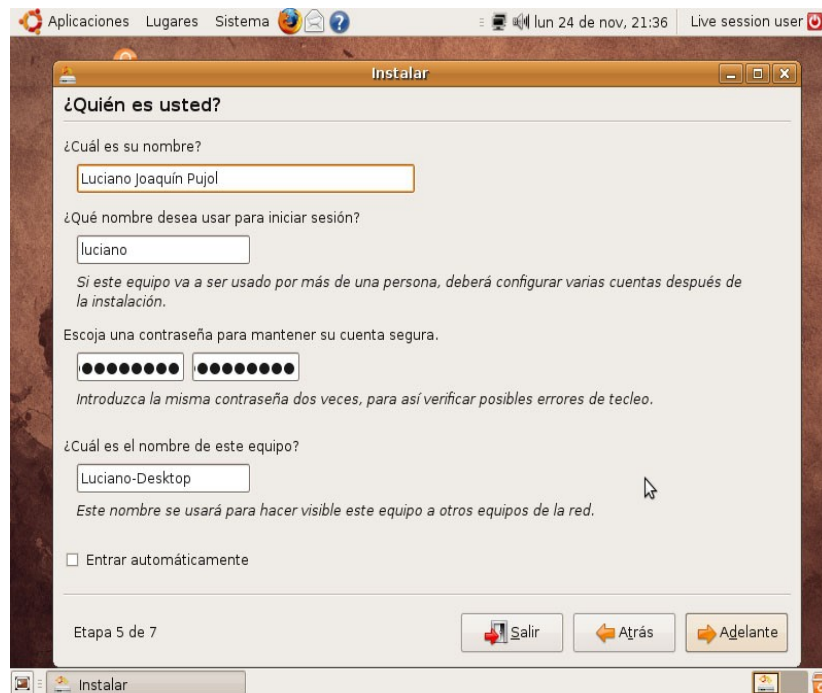 Aplicaciones Lugares Sistema lun 24 de nov, 21:36 Live session user
Instalar
¿Quién es usted?
¿Cuál es su nombre?
Luciano Joaquín Pujol
¿Qué nombre desea usar para iniciar sesión?
luciano
Si este equipo va a ser usado por más de una persona, deberá configurar varias cuentas después de
la instalación.
Escoja una contraseña para mantener su cuenta segura.
Introduzca la misma contraseña dos veces, para así verificar posibles errores de tecleo.
¿Cuál es el nombre de este equipo?
Luciano-Desktop
Este nombre se usará para hacer visible este equipo a otros equipos de la red.
Entrar automáticamente
Etapa 5 de 7 Salir Atrás Adelante
Instalar